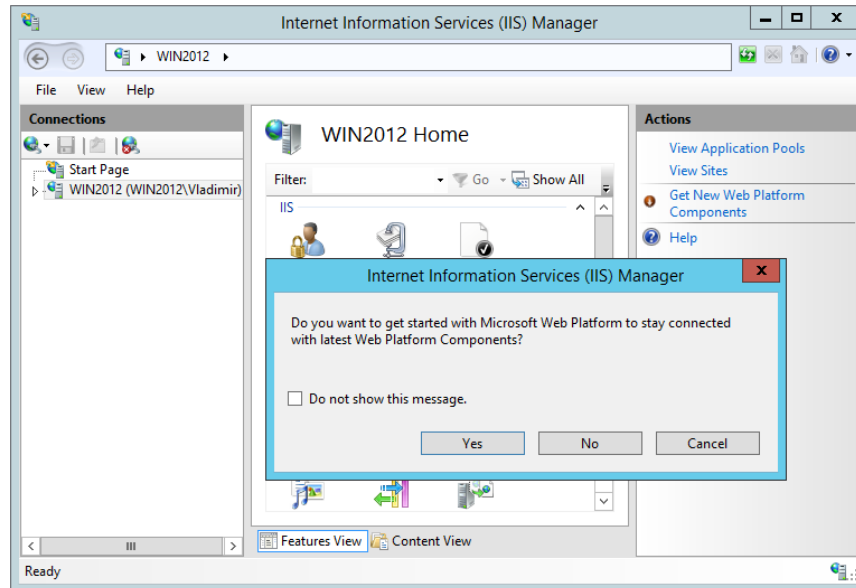 Internet Information Services (IIS) Manager
WIN2012
File View Help
Connections
Start Page
WIN2012 (WIN2012\Vladimir)
WIN2012 Home
Filter: Go Show All
IIS
Actions
View Application Pools
View Sites
Get New Web Platform
Components
Help
Internet Information Services (IIS) Manager
Do you want to get started with Microsoft Web Platform to stay connected
with latest Web Platform Components?
Do not show this message.
Yes No Cancel
Features View Content View
Ready